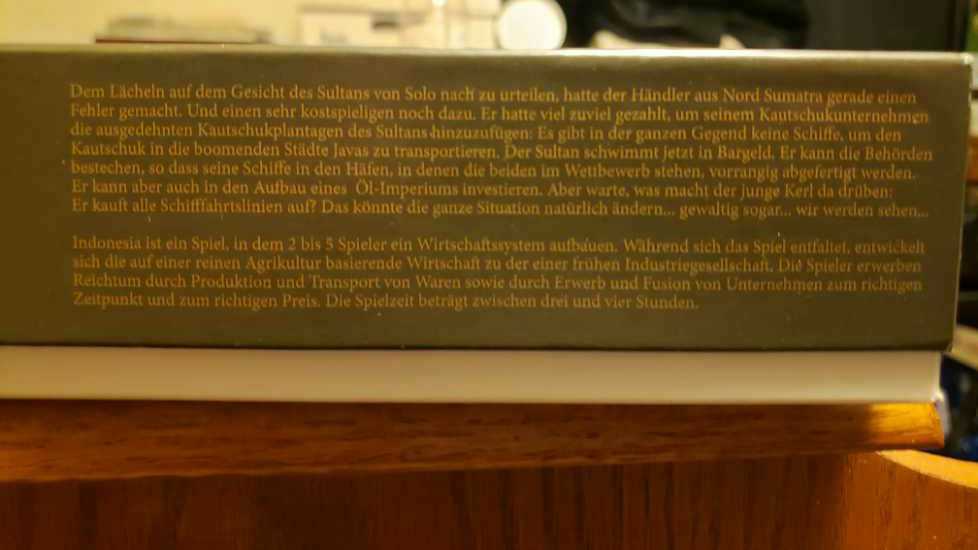 Dem Lächeln auf dem Gesicht des Sultans von Solo nach zu urteilen, hatte der Händler aus Nord Sumatra gerade einen
Fehler gemacht. Und einen sehr kostspieligen noch dazu. Er hatte viel zuviel gezahlt, um seinem Kautschukunternehmen
die ausgedehnten Kautschukplantagen des Sultans hinzuzufügen: Es gibt in der ganzen Gegend keine Schiffe, um den
Kautschuk in die boomenden Städte Javas zu transportieren. Der Sultan schwimmt jetzt in Bargeld. Er kann die Behörden
bestechen, so dass seine Schiffe in den Häfen, in denen die beiden im Wettbewerb stehen, vorrangig abgefertigt werden.
Er kann aber auch in den Aufbau eines Öl-Imperiums investieren. Aber warte, was macht der junge Kerl da drüben:
Er kauft alle Schifffahrtslinien auf? Das könnte die ganze Situation natürlich ändern... gewaltig sogar... wir werden sehen...
Indonesia ist ein Spiel, in dem 2 bis 5 Spieler ein Wirtschaftssystem aufbauen. Während sich das Spiel entfaltet, entwickelt
sich die auf einer reinen Agrikultur basierende Wirtschaft zu der einer frühen Industriegesellschaft. Die Spieler erwerben
Reichtum durch Produktion und Transport von Waren sowie durch Erwerb und Fusion von Unternehmen zum richtigen
Zeitpunkt und zum richtigen Preis. Die Spielzeit beträgt zwischen drei und vier Stunden.